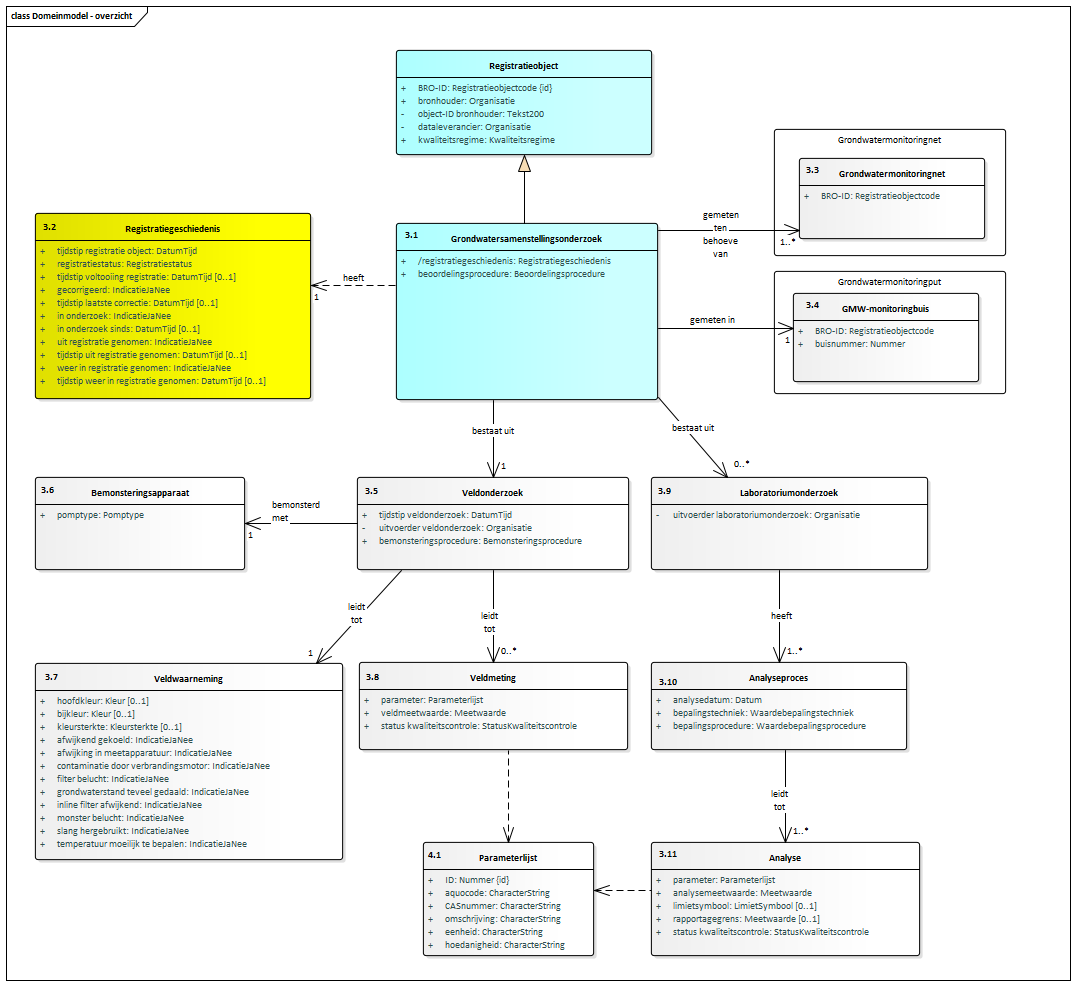 class Domeinmodel - overzicht
Registratieobject
+ BRO-ID: Registratieobjectcode {id}
+ bronhouder: Organisatie
- object-ID bronhouder: Tekst200
- dataleverancier: Organisatie
+ kwaliteitsregime: Kwaliteitsregime
Grondwatermonitoringnet
3.3 Grondwatermonitoringnet
+ BRO-ID: Registratieobjectcode
gemeten
ten
behoeve
van
1..*
3.2 Registratiegeschiedenis
+ tijdstip registratie object: DatumTijd
+ registratiestatus: Registratiestatus
+ tijdstip voltooiing registratie: DatumTijd [0..1]
+ gecorrigeerd: IndicatieJaNee
+ tijdstip laatste correctie: DatumTijd [0..1]
+ in onderzoek: IndicatieJaNee
+ in onderzoek sinds: DatumTijd [0..1]
+ uit registratie genomen: IndicatieJaNee
+ tijdstip uit registratie genomen: DatumTijd [0..1]
+ weer in registratie genomen: IndicatieJaNee
+ tijdstip weer in registratie genomen: DatumTijd [0..1]
heeft
1
3.1 Grondwatersamenstellingsonderzoek
+ /registratiegeschiedenis: Registratiegeschiedenis
+ beoordelingsprocedure: Beoordelingsprocedure
Grondwatermonitoringput
3.4 GMW-monitoringbuis
+ BRO-ID: Registratieobjectcode
+ buisnummer: Nummer
gemeten in
1
bestaat uit
1
bestaat uit
0..*
3.6 Bemonsteringsapparaat
+ pomptype: Pomptype
bemonsterd
met
1
3.5 Veldonderzoek
+ tijdstip veldonderzoek: DatumTijd
- uitvoerder veldonderzoek: Organisatie
+ bemonsteringsprocedure: Bemonsteringsprocedure
3.9 Laboratoriumonderzoek
- uitvoerder laboratoriumonderzoek: Organisatie
leidt
tot
1
leidt
tot
0..*
heeft
1..*
3.7 Veldwaarneming
+ hoofdkleur: Kleur [0..1]
+ bijkleur: Kleur [0..1]
+ kleursterkte: Kleursterkte [0..1]
+ afwijkend gekoeld: IndicatieJaNee
+ afwijking in meetapparatuur: IndicatieJaNee
+ contaminatie door verbrandingsmotor: IndicatieJaNee
+ filter belucht: IndicatieJaNee
+ grondwaterstand teveel gedaald: IndicatieJaNee
+ inline filter afwijkend: IndicatieJaNee
+ monster belucht: IndicatieJaNee
+ slang hergebruikt: IndicatieJaNee
+ temperatuur moeilijk te bepalen: IndicatieJaNee
3.8 Veldmeting
+ parameter: Parameterlijst
+ veldmeetwaarde: Meetwaarde
+ status kwaliteitscontrole: StatusKwaliteitscontrole
3.10 Analyseproces
+ analysedatum: Datum
+ bepalingstechniek: Waardebepalingstechniek
+ bepalingsprocedure: Waardebepalingsprocedure
leidt
tot
1..*
4.1 Parameterlijst
+ ID: Nummer {id}
+ aquocode: CharacterString
+ CASnummer: CharacterString
+ omschrijving: CharacterString
+ eenheid: CharacterString
+ hoedanigheid: CharacterString
3.11 Analyse
+ parameter: Parameterlijst
+ analysemeetwaarde: Meetwaarde
+ limietsymbool: LimietSymbool [0..1]
+ rapportagegrens: Meetwaarde [0..1]
+ status kwaliteitscontrole: StatusKwaliteitscontrole